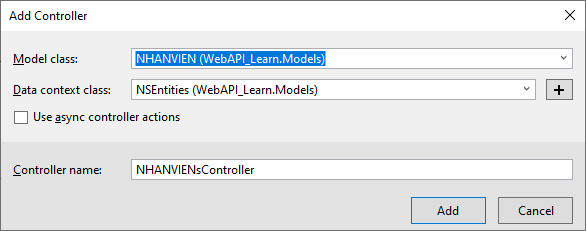 Add Controller
Model class: NHANVIEN (WebAPI_Learn.Models)
Data context class: NSEntities (WebAPI_Learn.Models) +
Use async controller actions
Controller name: NHANVIENsController
Add Cancel